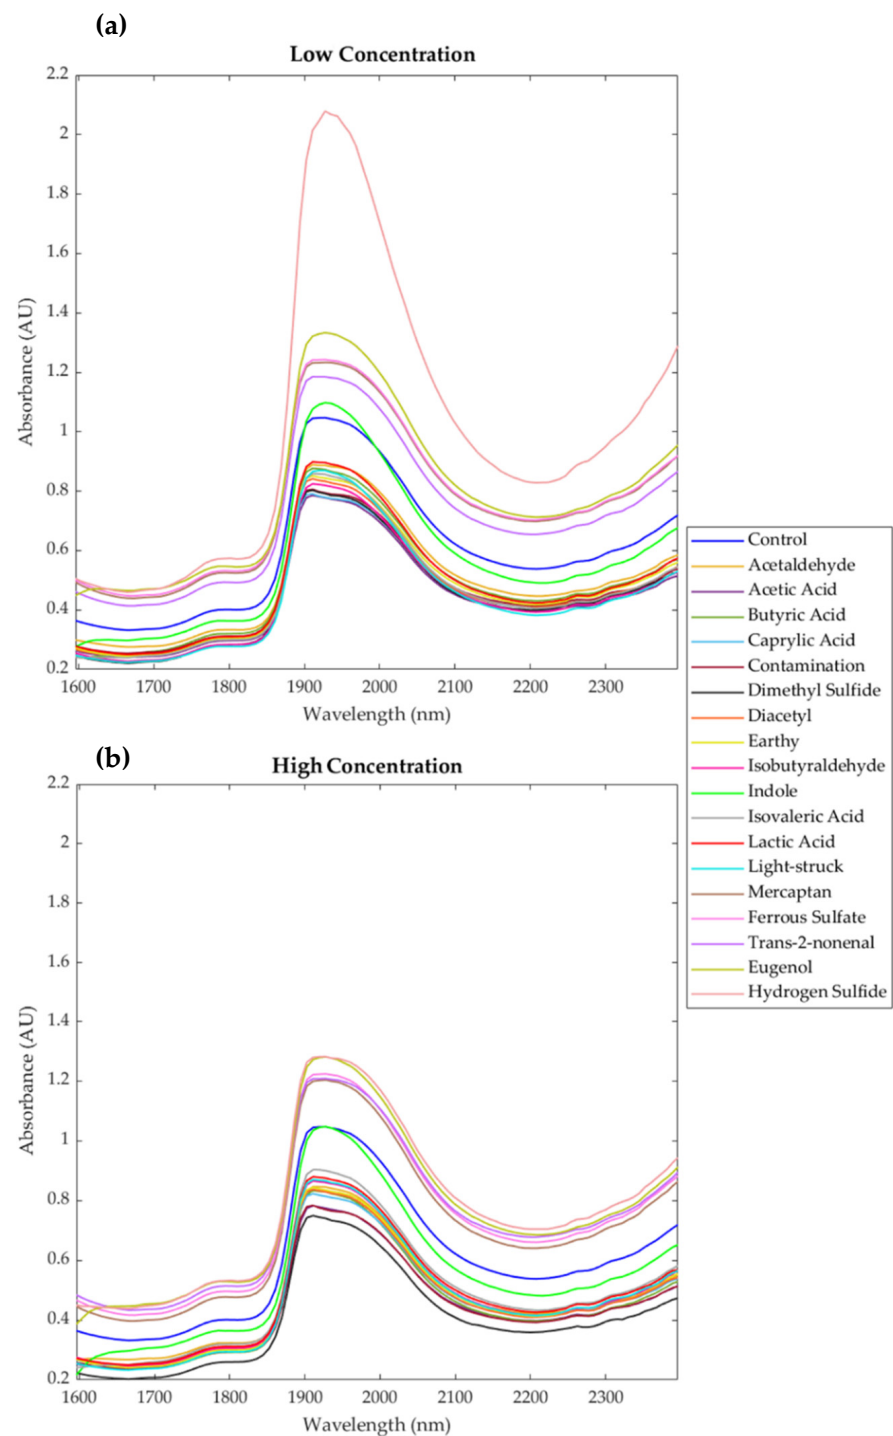 (a)
Low Concentration
2.2
2
1.8
1.6
1.4
1.2
1
0.8
0.6
0.4
0.2
Absorbance (AU)
1600 1700 1800 1900 2000 2100 2200 2300
Wavelength (nm)
Control
Acetaldehyde
Acetic Acid
Butyric Acid
Caprylic Acid
Contamination
Dimethyl Sulfide
Diacetyl
Earthy
Isobutyraldehyde
Indole
Isovaleric Acid
Lactic Acid
Light-struck
Mercaptan
Ferrous Sulfate
Trans-2-nonenal
Eugenol
Hydrogen Sulfide
(b)
High Concentration
2.2
2
1.8
1.6
1.4
1.2
1
0.8
0.6
0.4
0.2
Absorbance (AU)
1600 1700 1800 1900 2000 2100 2200 2300
Wavelength (nm)